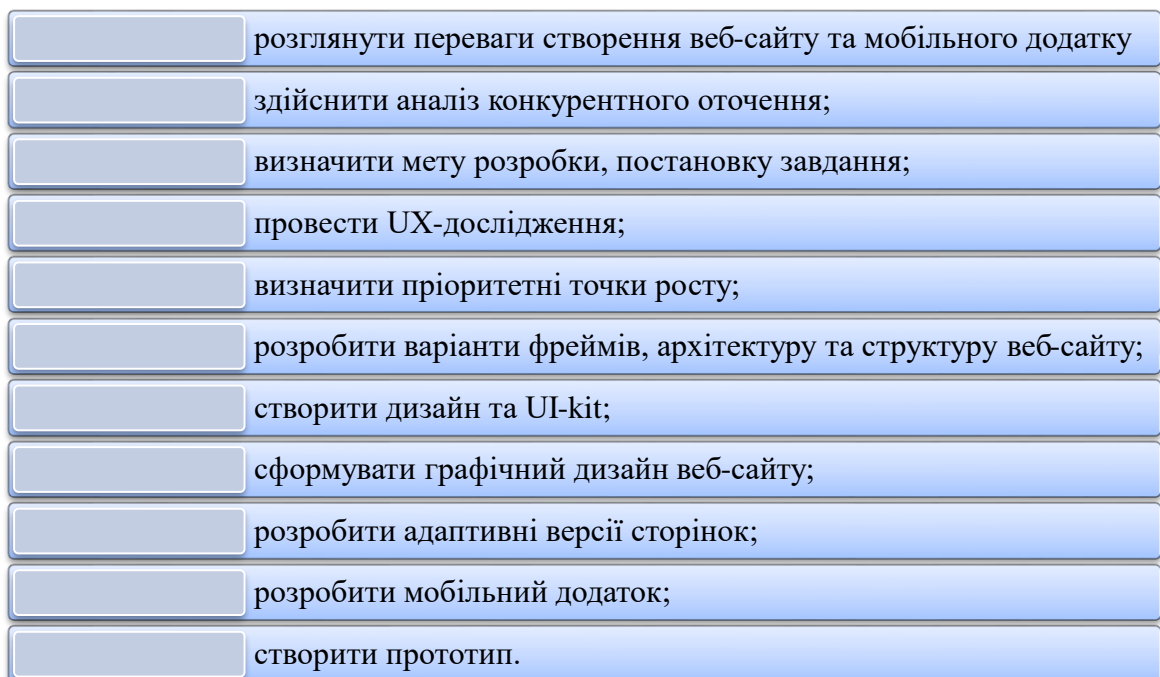 розглянути переваги створення веб-сайту та мобільного додатку
здійснити аналіз конкурентного оточення;
визначити мету розробки, постановку завдання;
провести UX-дослідження;
визначити пріоритетні точки росту;
розробити варіанти фреймів, архітектуру та структуру веб-сайту;
створити дизайн та UI-kit;
сформувати графічний дизайн веб-сайту;
розробити адаптивні версії сторінок;
розробити мобільний додаток;
створити прототип.